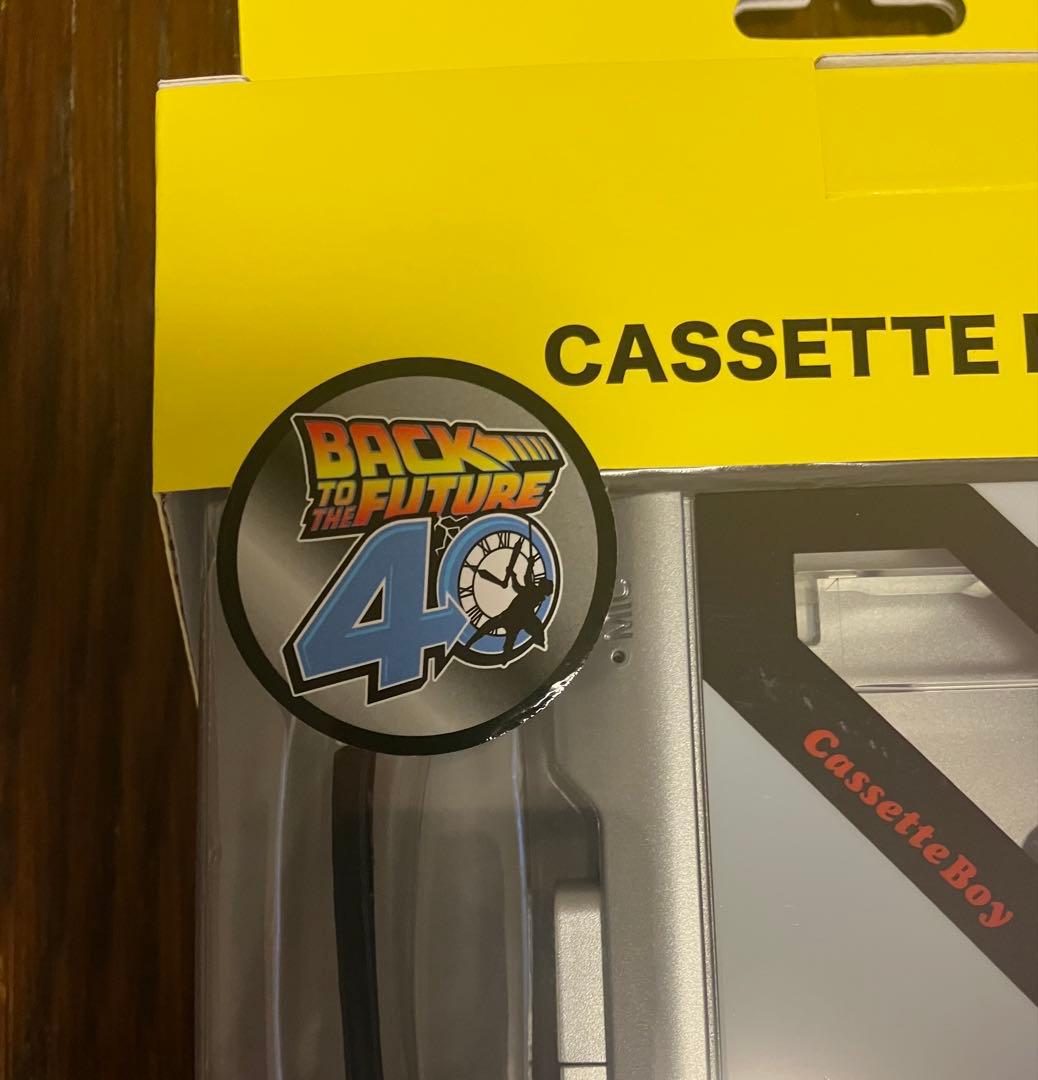 CASSETTE
BACK
TO
THE FUTURE
40
MIC
CassetteBoy